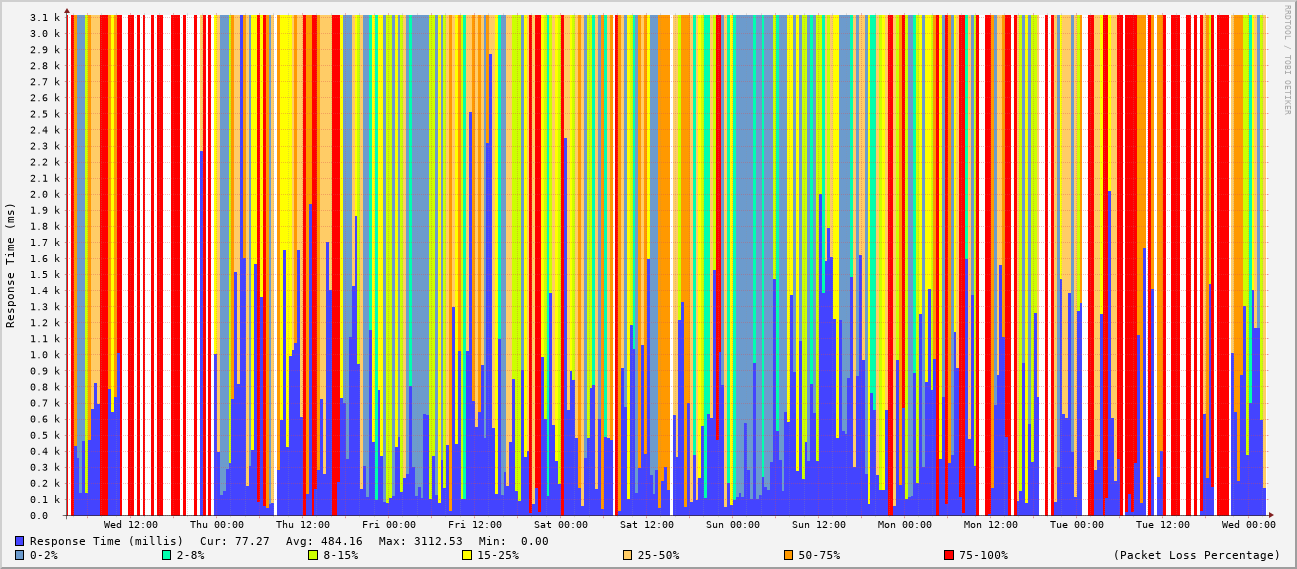 3.1 k
3.0 k
2.9 k
2.8 k
2.7 k
2.6 k
2.5 k
2.4 k
2.3 k
2.2 k
2.1 k
2.0 k
1.9 k
1.8 k
1.7 k
1.6 k
1.5 k
1.4 k
1.3 k
1.2 k
1.1 k
1.0 k
0.9 k
0.8 k
0.7 k
0.6 k
0.5 k
0.4 k
0.3 k
0.2 k
0.1 k
0.0
Response Time (ms)
RRDTOOL / TOBI OETIKER
Wed 12:00 Thu 00:00 Thu 12:00 Fri 00:00 Fri 12:00 Sat 00:00 Sat 12:00 Sun 00:00 Sun 12:00 Mon 00:00 Mon 12:00 Tue 00:00 Tue 12:00 Wed 00:00
Response Time (millis) Cur: 77.27 Avg: 484.16 Max: 3112.53 Min: 0.00
0-2% 2-8% 8-15% 15-25% 25-50% 50-75% 75-100% (Packet Loss Percentage)